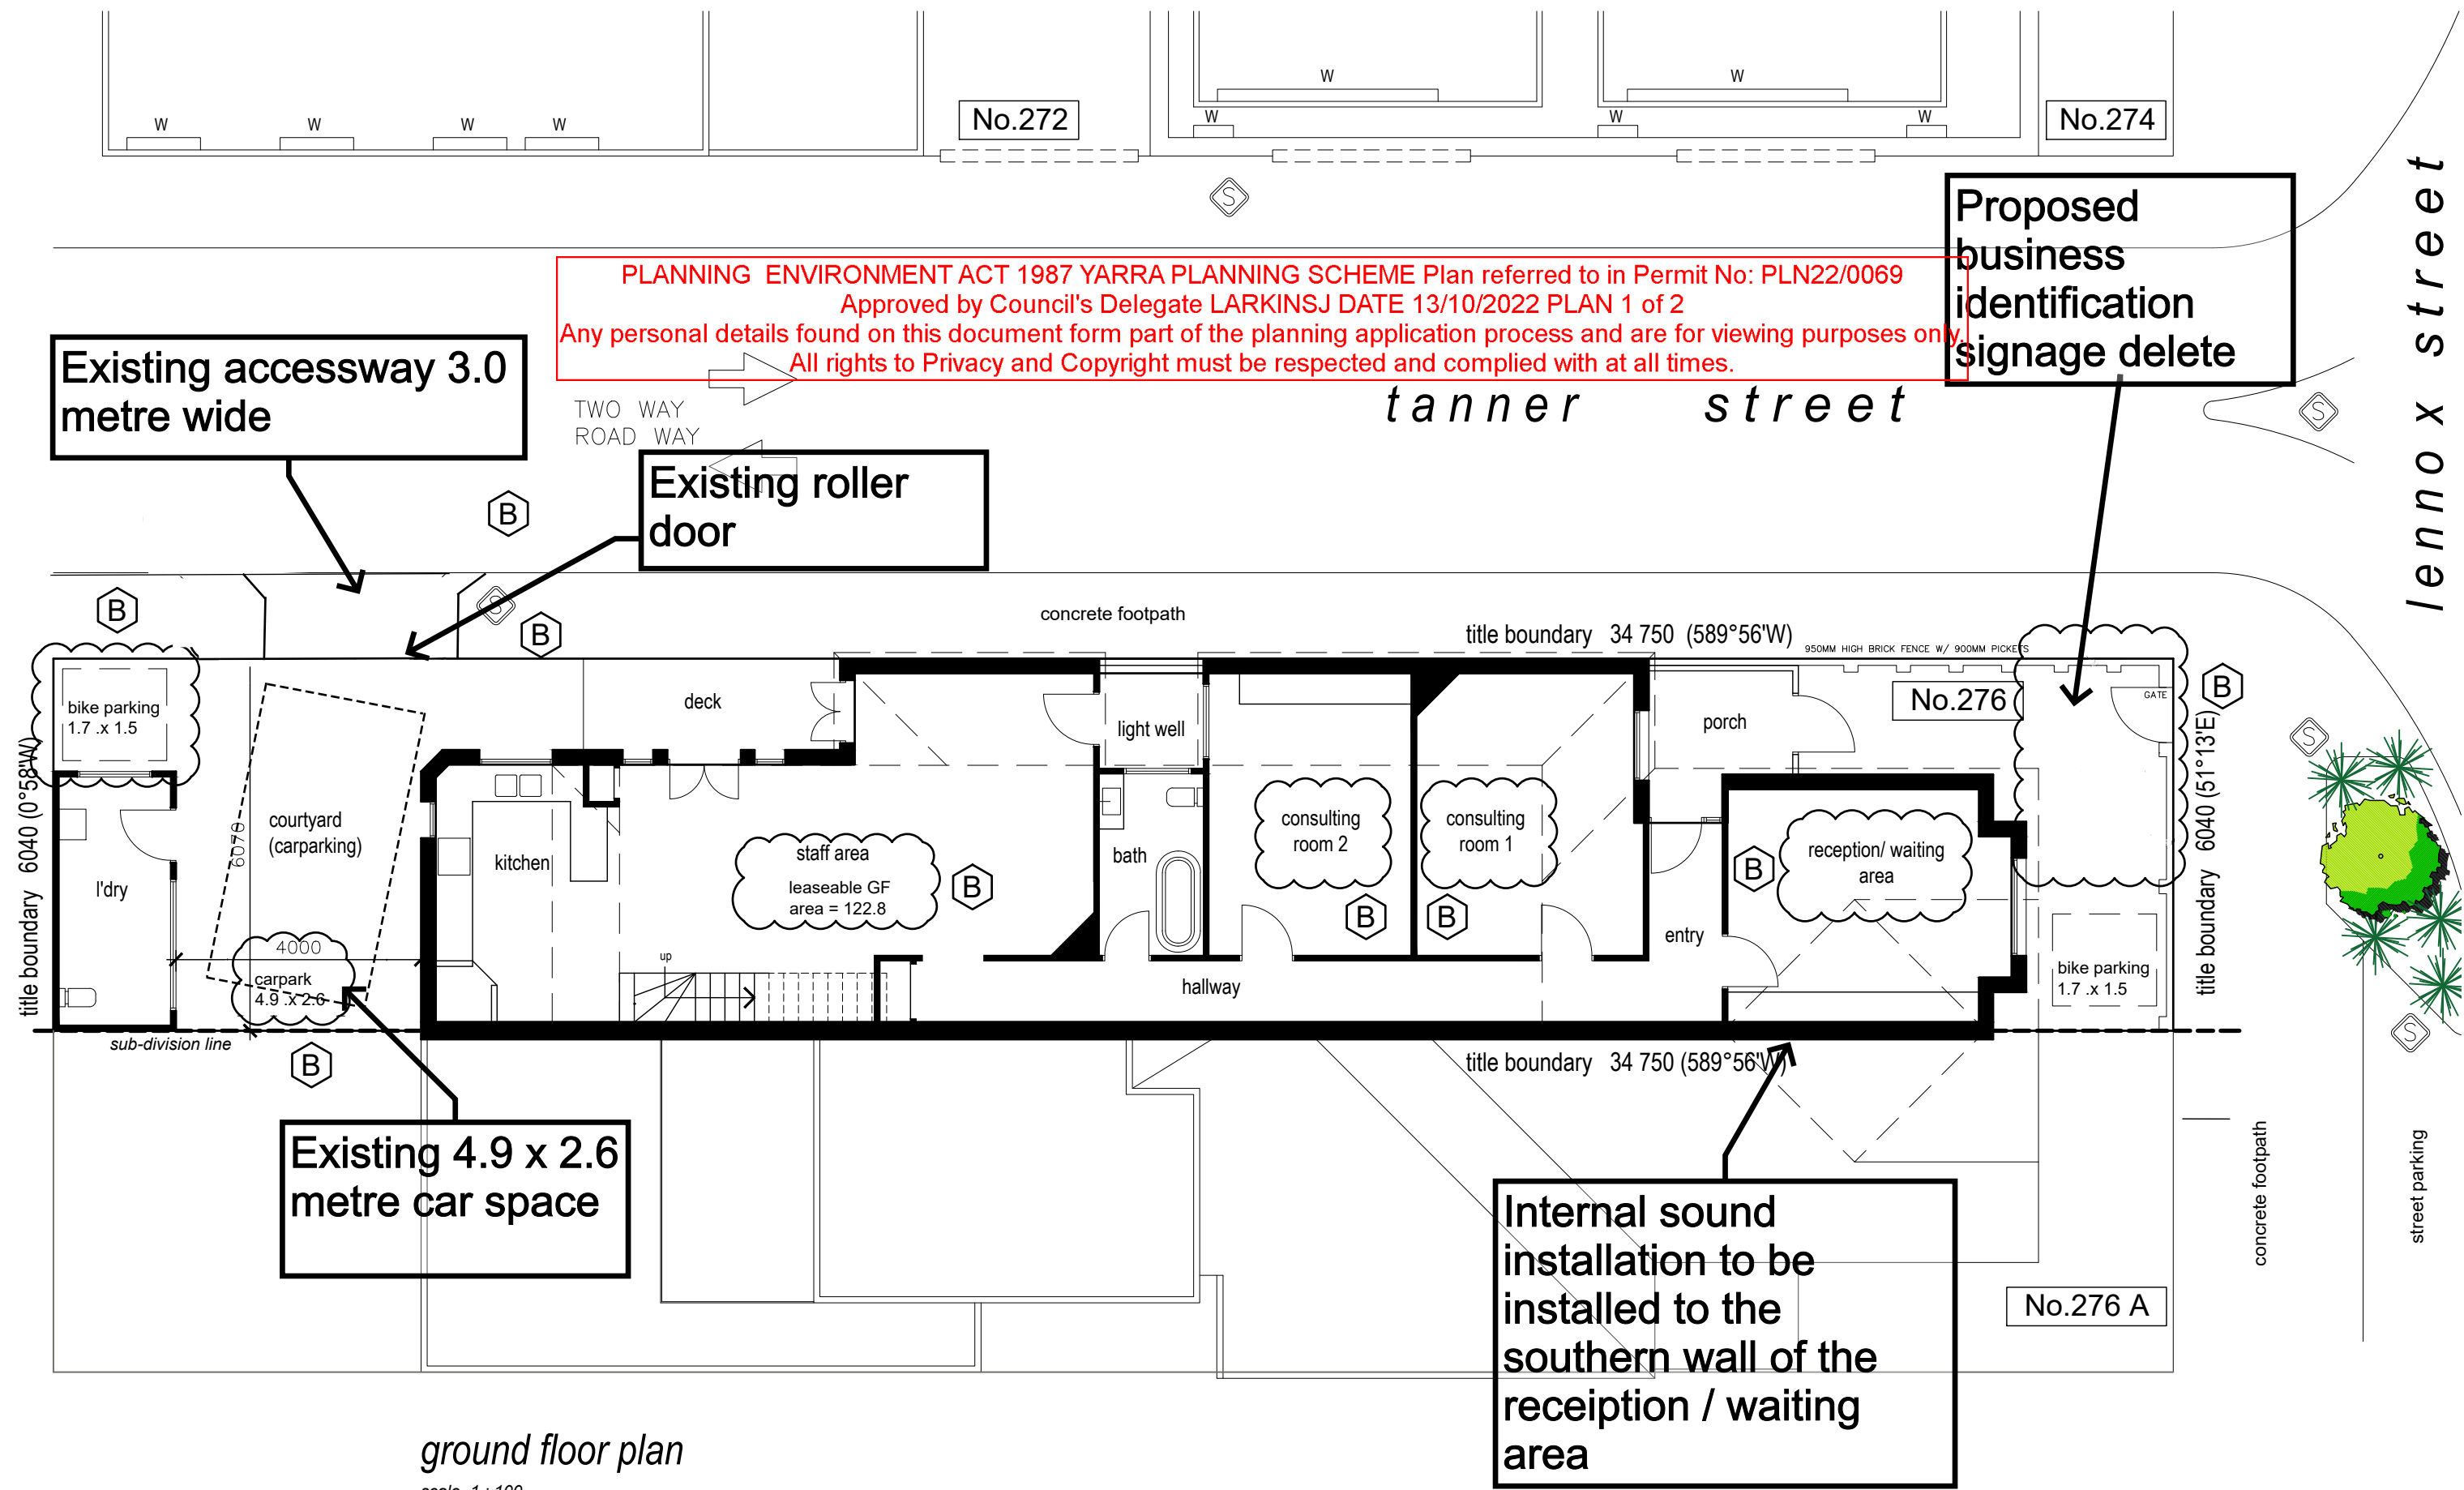 W
W
No.272
No.274
W
W
W
W
W
W
W
S
Proposed
business
identification
signage delete
lennox street
PLANNING ENVIRONMENT ACT 1987 YARRA PLANNING SCHEME Plan referred to in Permit No: PLN22/0069
Approved by Council's Delegate LARKINSJ DATE 13/10/2022 PLAN 1 of 2
Any personal details found on this document form part of the planning application process and are for viewing purposes only.
All rights to Privacy and Copyright must be respected and complied with at all times.
Existing accessway 3.0
metre wide
TWO WAY
ROAD WAY
tanner street
S
Existing roller
door
B
B
S
B
concrete footpath
title boundary 34 750 (589°56'W)
950MM HIGH BRICK FENCE W/ 900MM PICKETS
bike parking
1.7 .x 1.5
deck
light well
porch
No.276
GATE
B
S
title boundary 6040 (0°58'W)
title boundary 6040 (51°13'E)
courtyard
(carparking)
6070
l'dry
kitchen
staff area
leaseable GF
area = 122.8
B
bath
consulting
room 2
B
consulting
room 1
B
B
reception/ waiting
area
entry
4000
carpark
4.9 .x 2.6
up
hallway
bike parking
1.7 .x 1.5
S
sub-division line
B
title boundary 34 750 (589°56'W)
Existing 4.9 x 2.6
metre car space
Internal sound
installation to be
installed to the
southern wall of the
receiption / waiting
area
concrete footpath
street parking
No.276 A
ground floor plan
scale 1 : 100